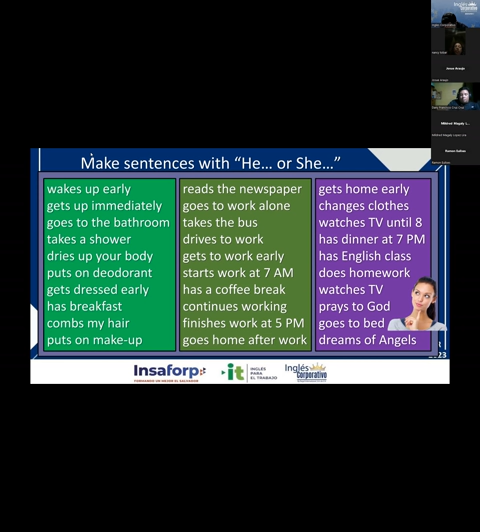 Inglés
Corporativo
Make sentences with “He... or She...”
wakes up early
gets up immediately
goes to the bathroom
takes a shower
dries up your body
puts on deodorant
gets dressed early
has breakfast
combs my hair
puts on make-up
reads the newspaper
goes to work alone
takes the bus
drives to work
gets to work early
starts work at 7 AM
has a coffee break
continues working
finishes work at 5 PM
goes home after work
gets home early
changes clothes
watches TV until 8
has dinner at 7 PM
has English class
does homework
watches TV
prays to God
goes to bed
dreams of Angels
Insaforp
it
INGLÉS
PARA
EL TRABAJO
Inglés
Corporativo